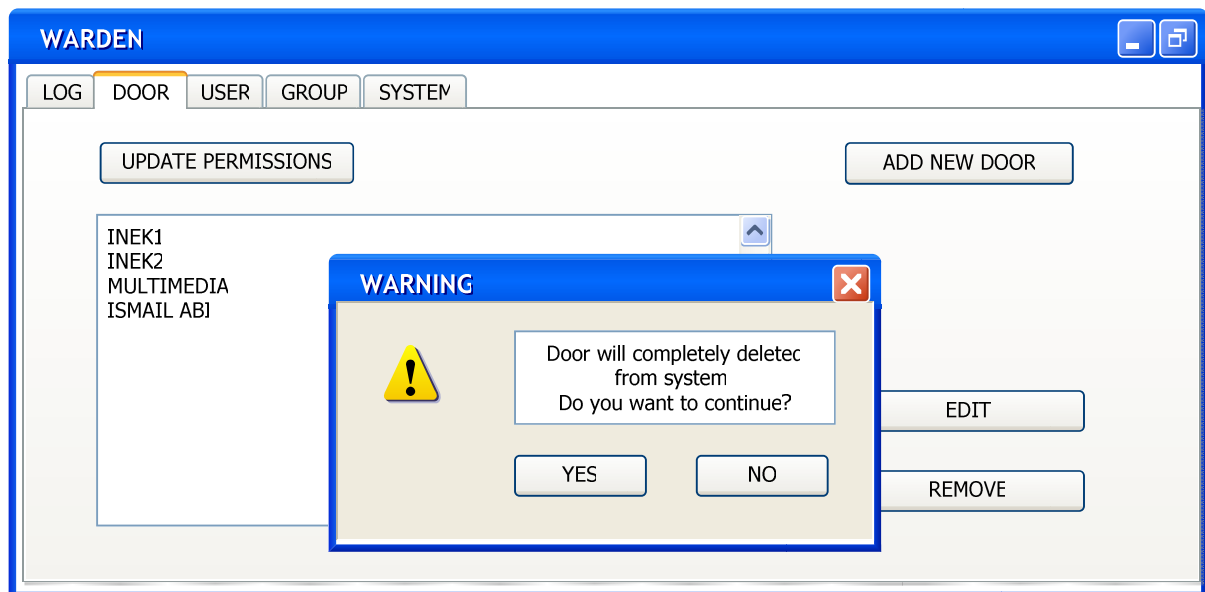 WARDEN
LOG DOOR USER GROUP SYSTEM
UPDATE PERMISSIONS
ADD NEW DOOR
INEK1
INEK2
MULTIMEDIA
ISMAIL ABI
WARNING
Door will completely deleted
from system
Do you want to continue?
YES
NO
EDIT
REMOVE